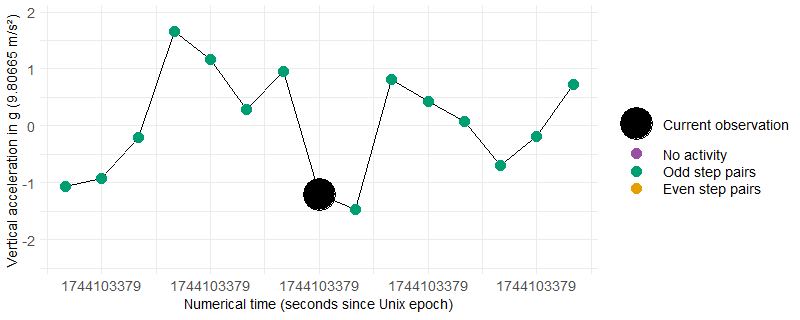 Vertical acceleration in g (9.80665 m/s²)
2
1
0
-1
-2
1744103379 1744103379 1744103379 1744103379 1744103379
Numerical time (seconds since Unix epoch)
Current observation
No activity
Odd step pairs
Even step pairs